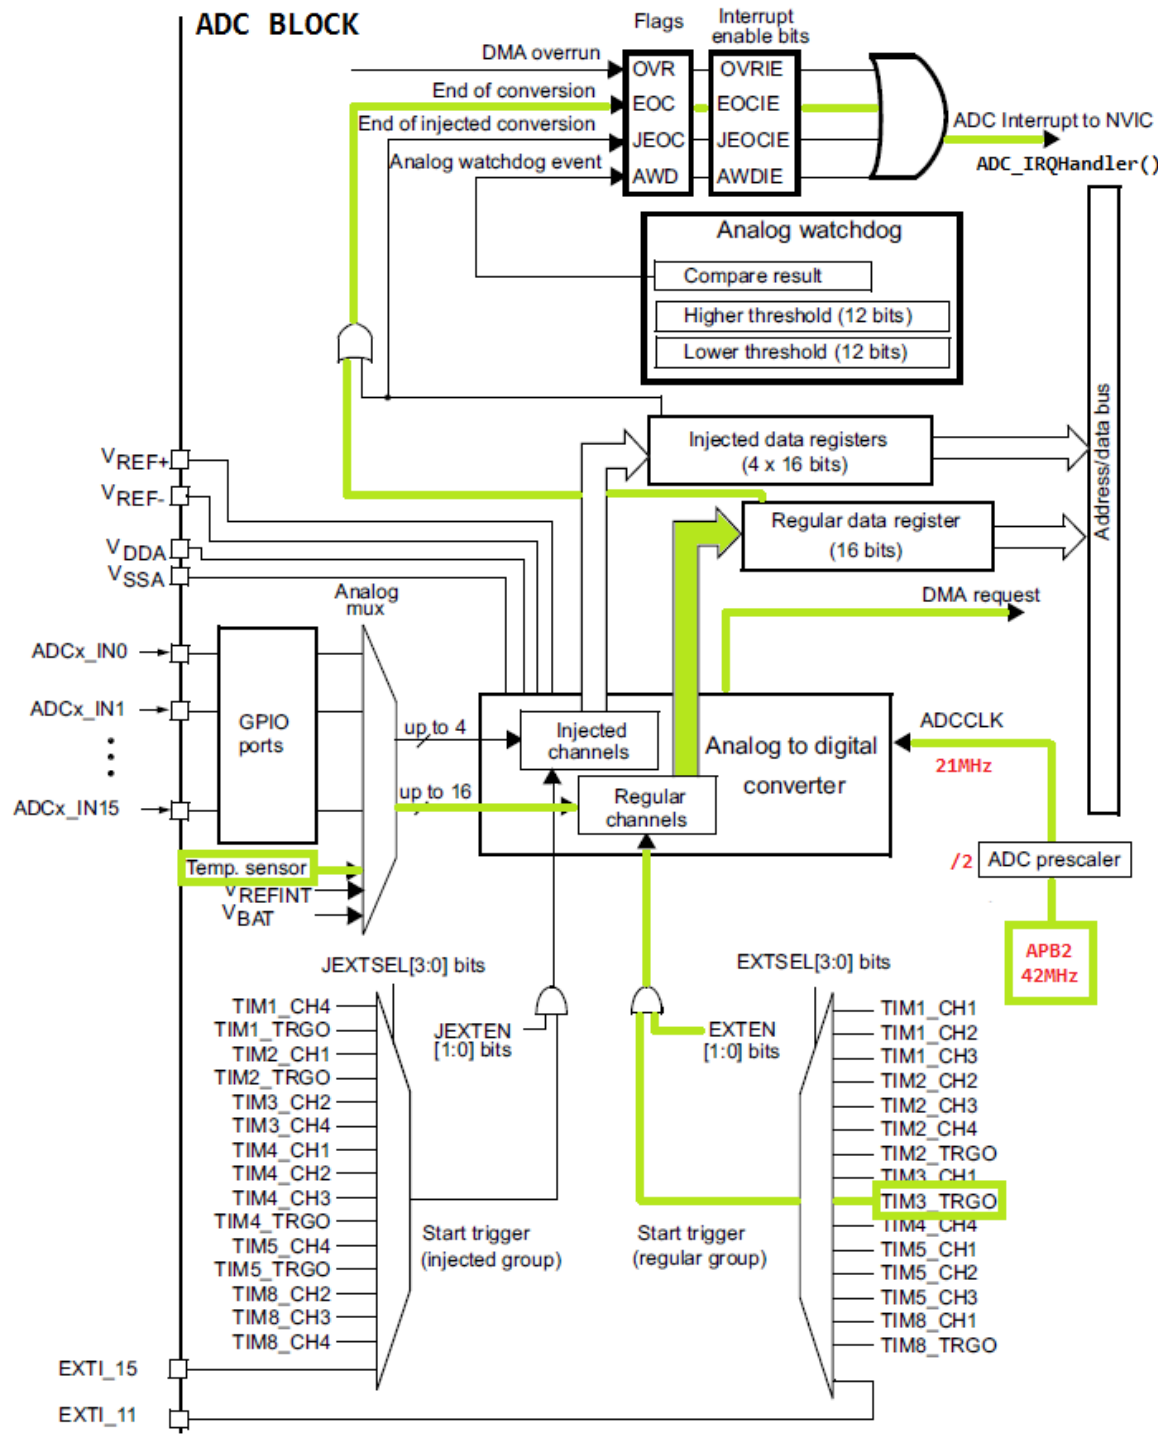 ADC BLOCK
Flags
Interrupt
enable bits
DMA overrun
OVR
OVRIE
End of conversion
EOC
EOCIE
ADC Interrupt to NVIC
End of injected conversion
JEOC
JEOCIE
ADC_IRQHandler()
Analog watchdog event
AWD
AWDIE
Analog watchdog
Compare result
Higher threshold (12 bits)
Lower threshold (12 bits)
Address/data bus
Injected data registers
(4 x 16 bits)
VREF+
VREF-
Regular data register
(16 bits)
VDDA
VSSA
Analog
mux
DMA request
ADCx_IN0
ADCx_IN1
GPIO
ports
up to 4
Injected
channels
Analog to digital
converter
ADCCLK
21MHz
up to 16
Regular
channels
ADCx_IN15
Temp. sensor
VREFINT
VBAT
/2
ADC prescaler
APB2
42MHz
JEXTSEL[3:0] bits
EXTSEL[3:0] bits
JEXTEN
[1:0] bits
EXTEN
[1:0] bits
TIM1_CH4
TIM1_TRGO
TIM2_CH1
TIM2_TRGO
TIM3_CH2
TIM3_CH4
TIM4_CH1
TIM4_CH2
TIM4_CH3
TIM4_TRGO
TIM5_CH4
TIM5_TRGO
TIM8_CH2
TIM8_CH3
TIM8_CH4
Start trigger
(injected group)
Start trigger
(regular group)
TIM1_CH1
TIM1_CH2
TIM1_CH3
TIM2_CH2
TIM2_CH3
TIM2_CH4
TIM2_TRGO
TIM3_CH1
TIM3_TRGO
TIM4_CH4
TIM5_CH1
TIM5_CH2
TIM5_CH3
TIM8_CH1
TIM8_TRGO
EXTI_15
EXTI_11